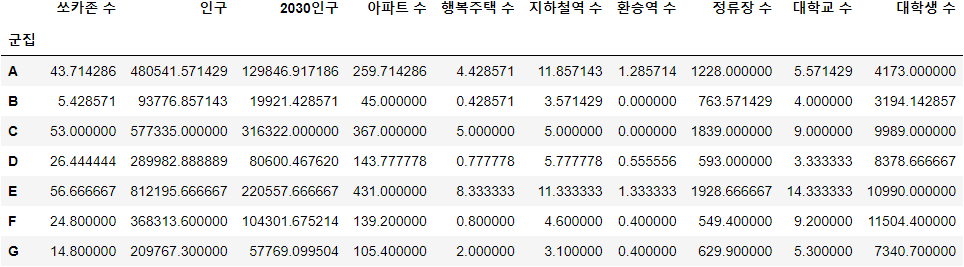 쏘카존 수 인구 2030인구 아파트 수 행복주택 수 지하철역 수 환승역 수 정류장 수 대학교 수 대학생 수
군집
A 43.714286 480541.571429 129846.917186 259.714286 4.428571 11.857143 1.285714 1228.000000 5.571429 4173.000000
B 5.428571 93776.857143 19921.428571 45.000000 0.428571 3.571429 0.000000 763.571429 4.000000 3194.142857
C 53.000000 577335.000000 316322.000000 367.000000 5.000000 5.000000 0.000000 1839.000000 9.000000 9989.000000
D 26.444444 289982.888889 80600.467620 143.777778 0.777778 5.777778 0.555556 593.000000 3.333333 8378.666667
E 56.666667 812195.666667 220557.666667 431.000000 8.333333 11.333333 1.333333 1928.666667 14.333333 10990.000000
F 24.800000 368313.600000 104301.675214 139.200000 0.800000 4.600000 0.400000 549.400000 9.200000 11504.400000
G 14.800000 209767.300000 57769.099504 105.400000 2.000000 3.100000 0.400000 629.900000 5.300000 7340.700000